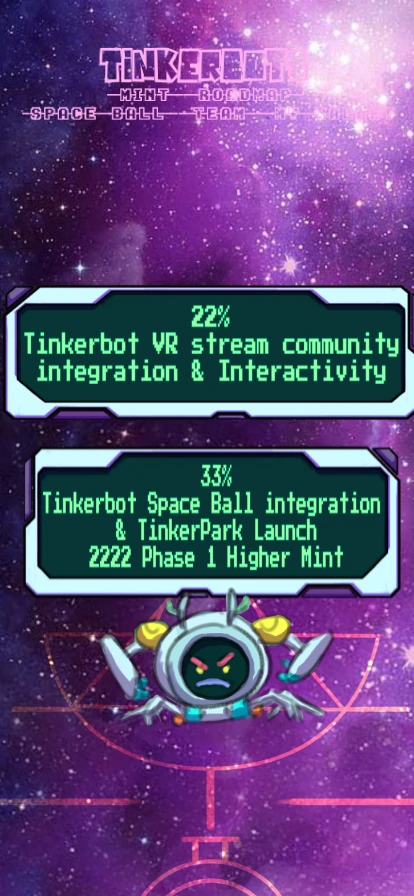 TINKERBOTS
MINT ROADMAP
SPACE BALL TEAM
22%
Tinkerbot VR stream community
integration & Interactivity
33%
Tinkerbot Space Ball integration
& TinkerPark Launch
2222 Phase 1 Higher Mint